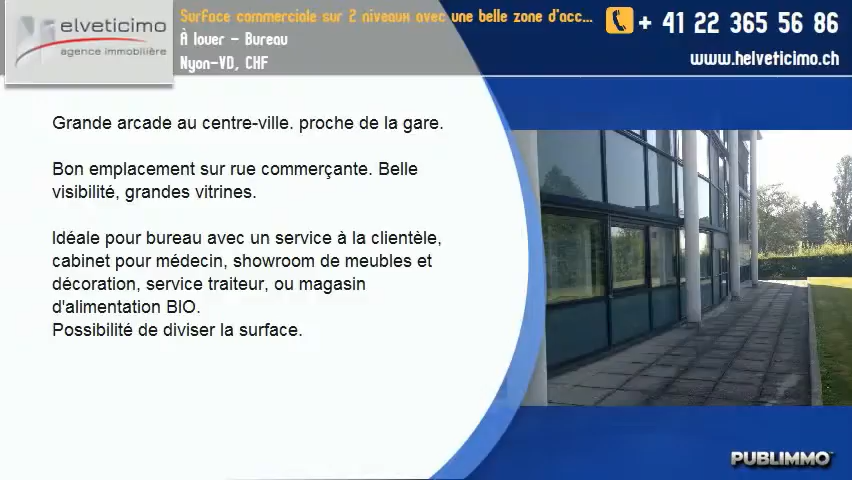 elveticimo
agence immobilière
Surface commerciale sur 2 niveaux avec une belle zone d'acc...
À louer - Bureau
Nyon-VD, CHF
+ 41 22 365 56 86
www.helveticimo.ch
Grande arcade au centre-ville. proche de la gare.
Bon emplacement sur rue commerçante. Belle
visibilité, grandes vitrines.
Idéale pour bureau avec un service à la clientèle,
cabinet pour médecin, showroom de meubles et
décoration, service traiteur, ou magasin
d'alimentation BIO.
Possibilité de diviser la surface.
PUBLIMMO